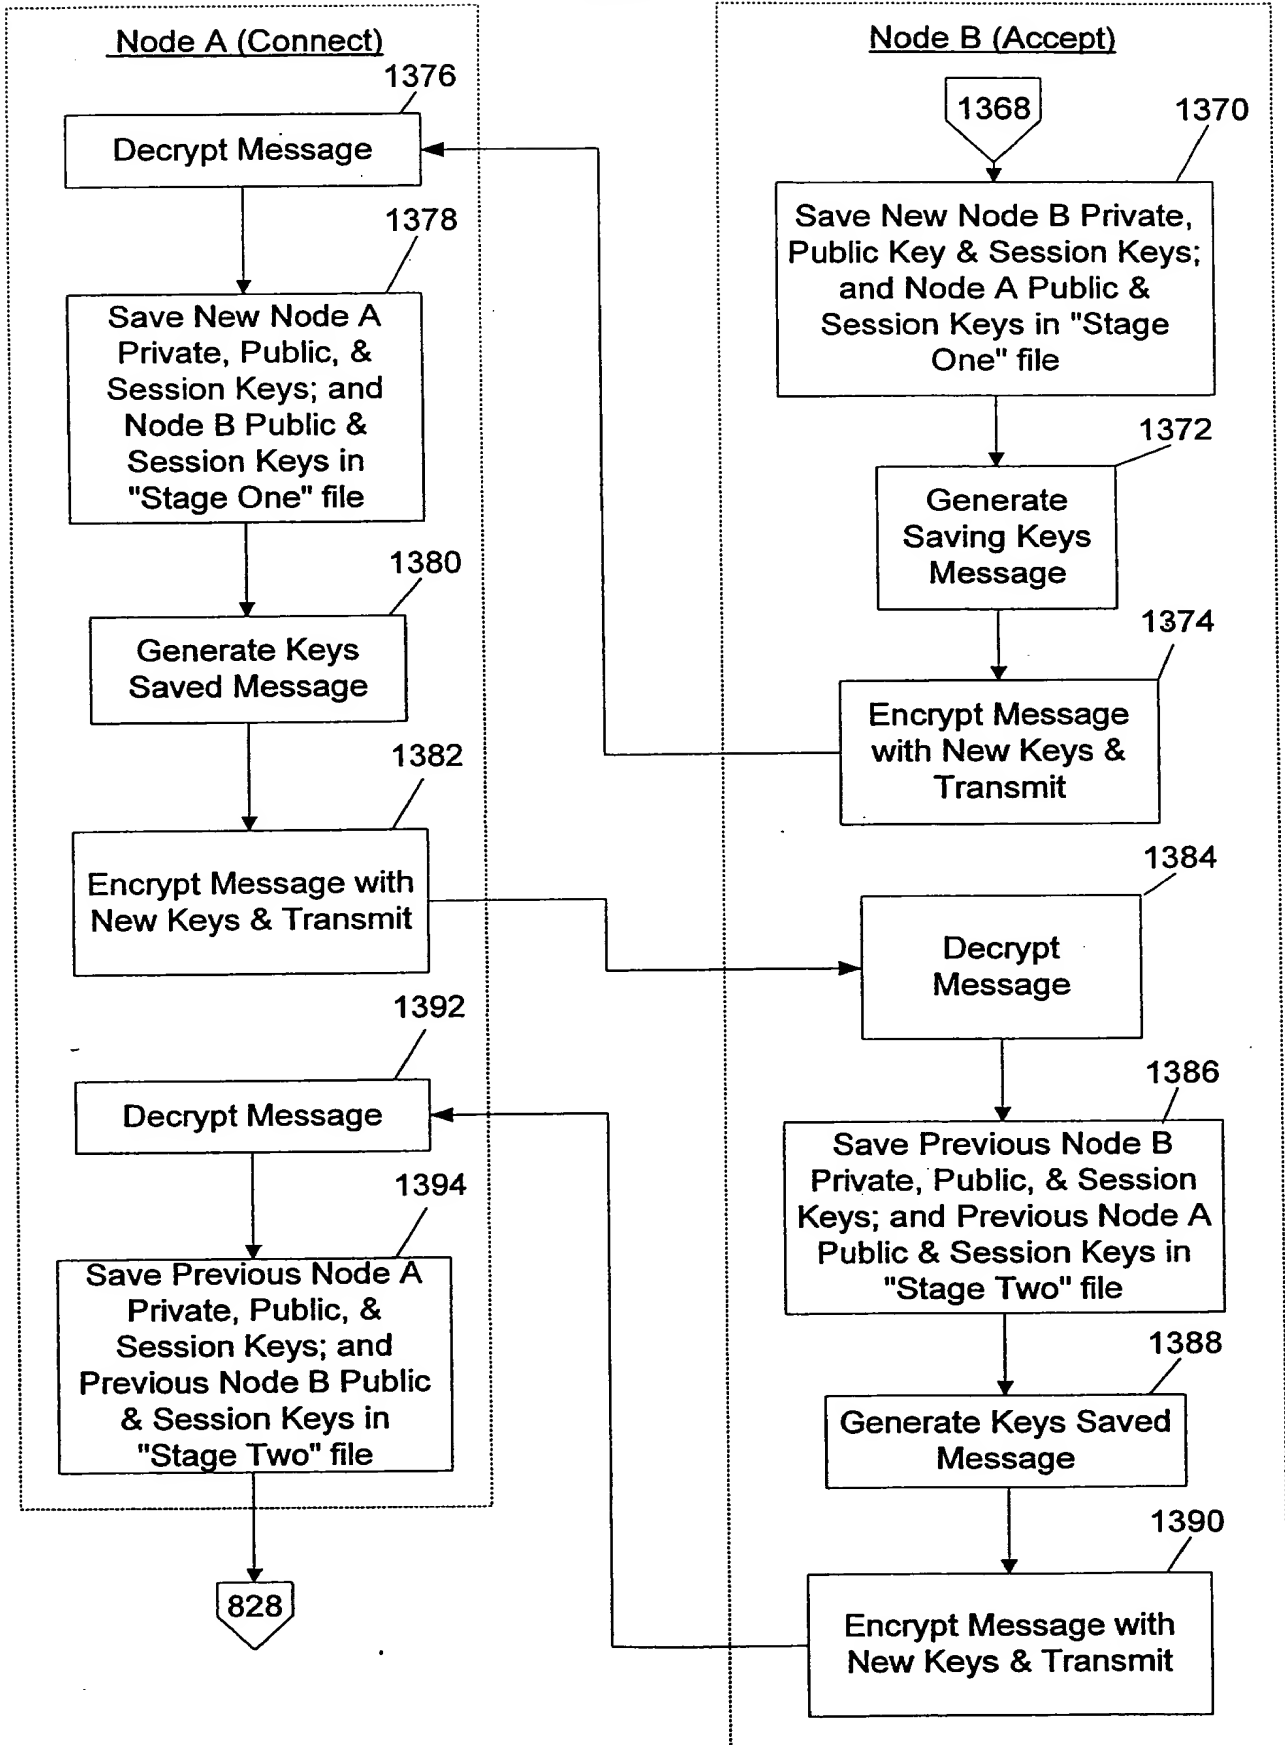 Node A (Connect)
1376
Decrypt Message
1378
Save New Node A
Private, Public, &
Session Keys; and
Node B Public &
Session Keys in
"Stage One" file
1380
Generate Keys
Saved Message
1382
Encrypt Message with
New Keys & Transmit
1392
Decrypt Message
1394
Save Previous Node A
Private, Public, &
Session Keys; and
Previous Node B Public
& Session Keys in
"Stage Two" file
828
Node B (Accept)
1368
1370
Save New Node B Private,
Public Key & Session Keys;
and Node A Public &
Session Keys in "Stage
One" file
1372
Generate
Saving Keys
Message
1374
Encrypt Message
with New Keys &
Transmit
1384
Decrypt
Message
1386
Save Previous Node B
Private, Public, & Session
Keys; and Previous Node A
Public & Session Keys in
"Stage Two" file
1388
Generate Keys Saved
Message
1390
Encrypt Message with
New Keys & Transmit